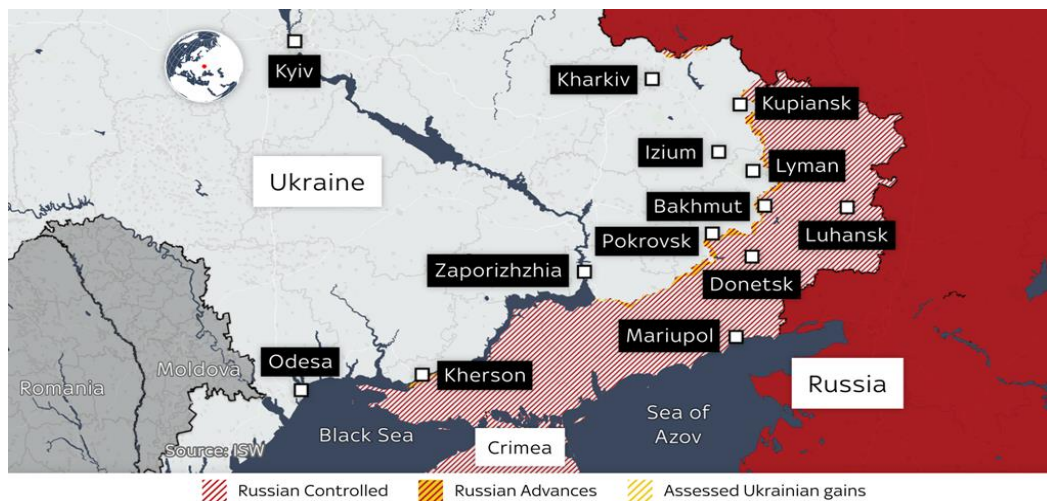 Kyiv
Kharkiv
Kupiansk
Izium
Lyman
Ukraine
Bakhmut
Luhansk
Pokrovsk
Zaporizhzhia
Donetsk
Mariupol
Odesa
Moldova
Kherson
Romania
Russia
Sea of
Azov
Black Sea
Crimea
Source: ISW
Russian Controlled
Russian Advances
Assessed Ukrainian gains